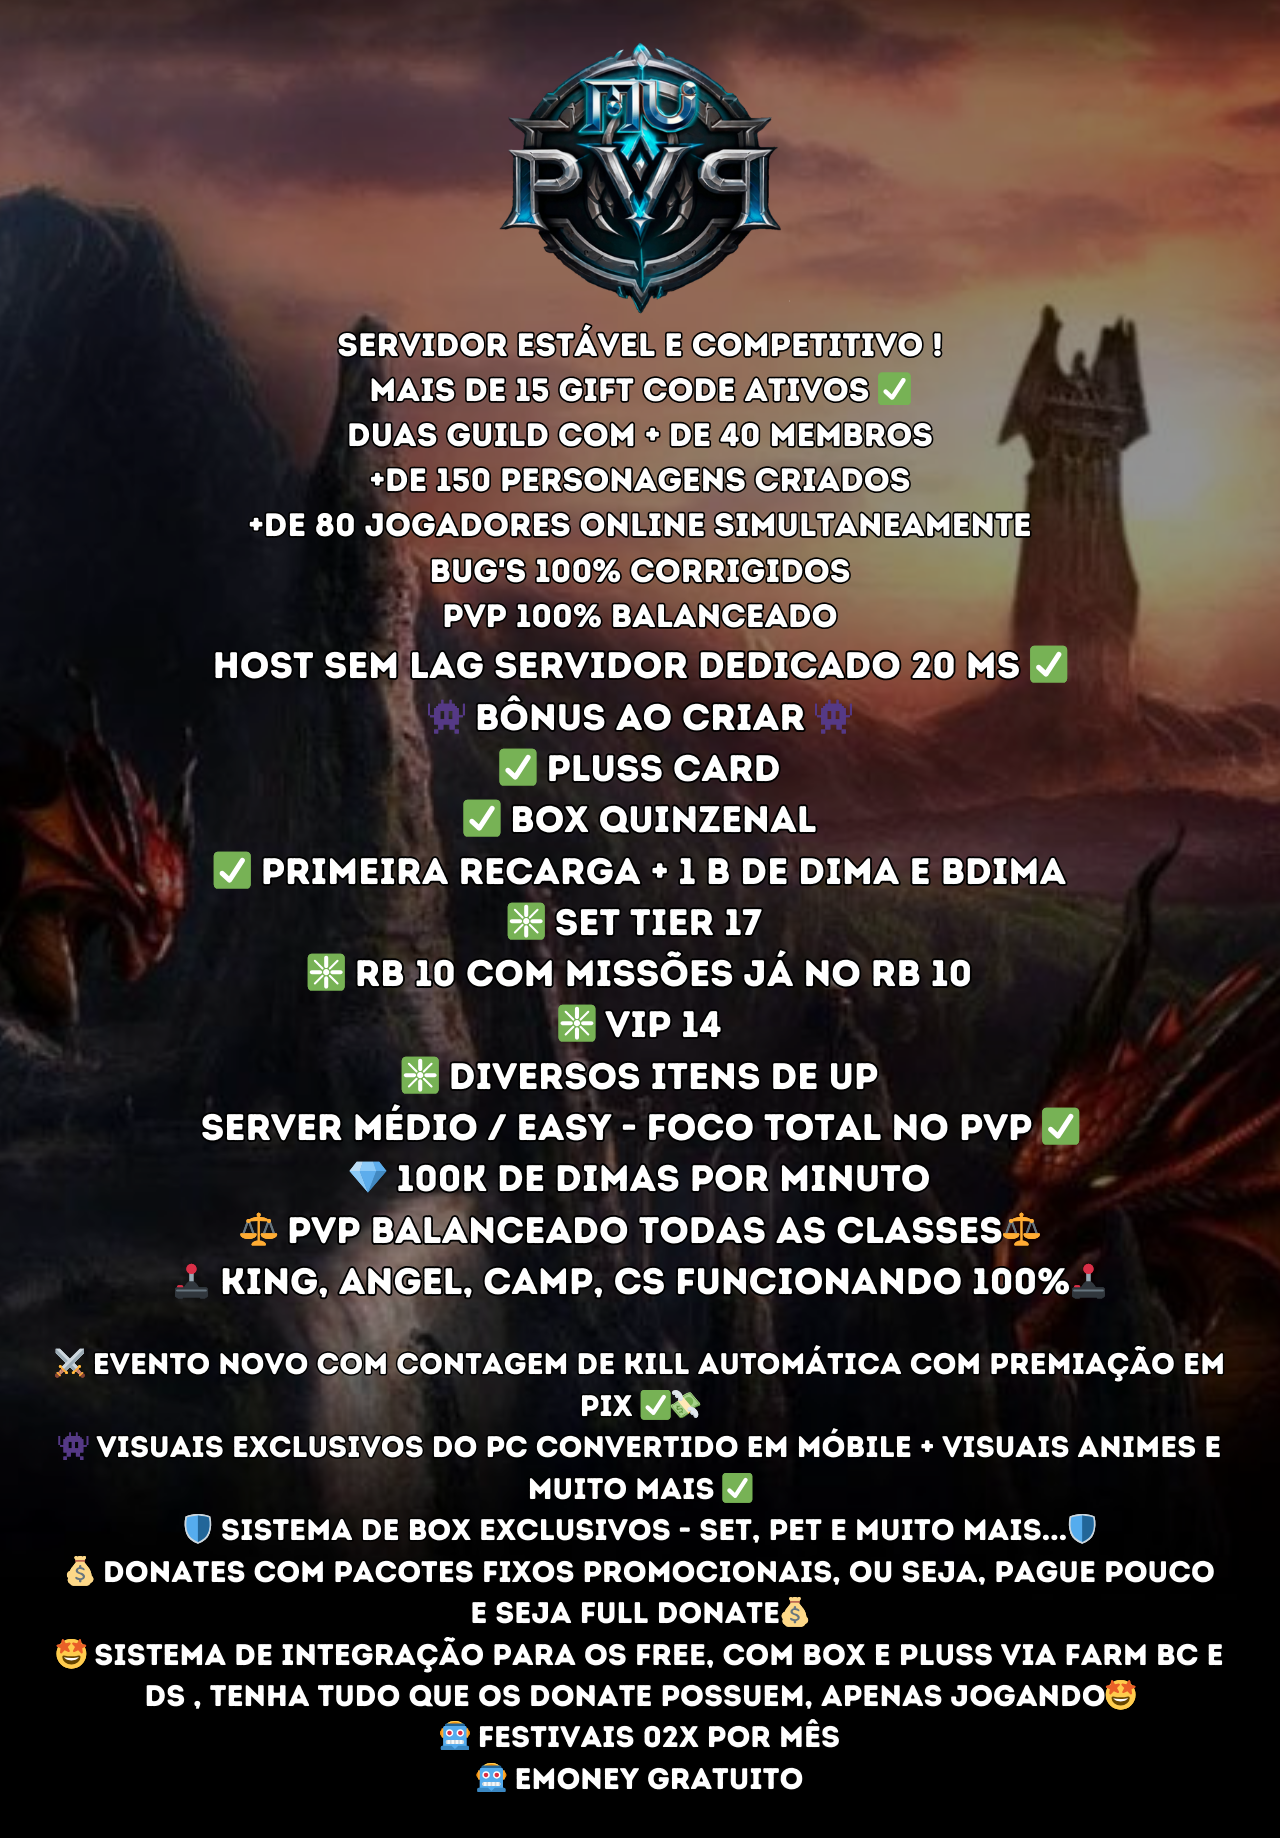 MU
PVP
SERVIDOR ESTÁVEL E COMPETITIVO !
MAIS DE 15 GIFT CODE ATIVOS ✅
DUAS GUILD COM + DE 40 MEMBROS
+DE 150 PERSONAGENS CRIADOS
+DE 80 JOGADORES ONLINE SIMULTANEAMENTE
BUG'S 100% CORRIGIDOS
PVP 100% BALANCEADO
HOST SEM LAG SERVIDOR DEDICADO 20 MS ✅
👾 BÔNUS AO CRIAR 👾
✅ PLUSS CARD
✅ BOX QUINZENAL
✅ PRIMEIRA RECARGA + 1 B DE DIMA E BDIMA
❇️ SET TIER 17
❇️ RB 10 COM MISSÕES JÁ NO RB 10
❇️ VIP 14
❇️ DIVERSOS ITENS DE UP
SERVER MÉDIO / EASY - FOCO TOTAL NO PVP ✅
💎 100K DE DIMAS POR MINUTO
⚖️ PVP BALANCEADO TODAS AS CLASSES⚖️
🕹️ KING, ANGEL, CAMP, CS FUNCIONANDO 100%🕹️
⚔️ EVENTO NOVO COM CONTAGEM DE KILL AUTOMÁTICA COM PREMIAÇÃO EM
PIX ✅💸
👾 VISUAIS EXCLUSIVOS DO PC CONVERTIDO EM MÓBILE + VISUAIS ANIMES E
MUITO MAIS ✅
🛡️ SISTEMA DE BOX EXCLUSIVOS - SET, PET E MUITO MAIS...🛡️
💰 DONATES COM PACOTES FIXOS PROMOCIONAIS, OU SEJA, PAGUE POUCO
E SEJA FULL DONATE💰
🤩 SISTEMA DE INTEGRAÇÃO PARA OS FREE, COM BOX E PLUSS VIA FARM BC E
DS , TENHA TUDO QUE OS DONATE POSSUEM, APENAS JOGANDO🤩
🤖 FESTIVAIS 02X POR MÊS
🤖 EMONEY GRATUITO